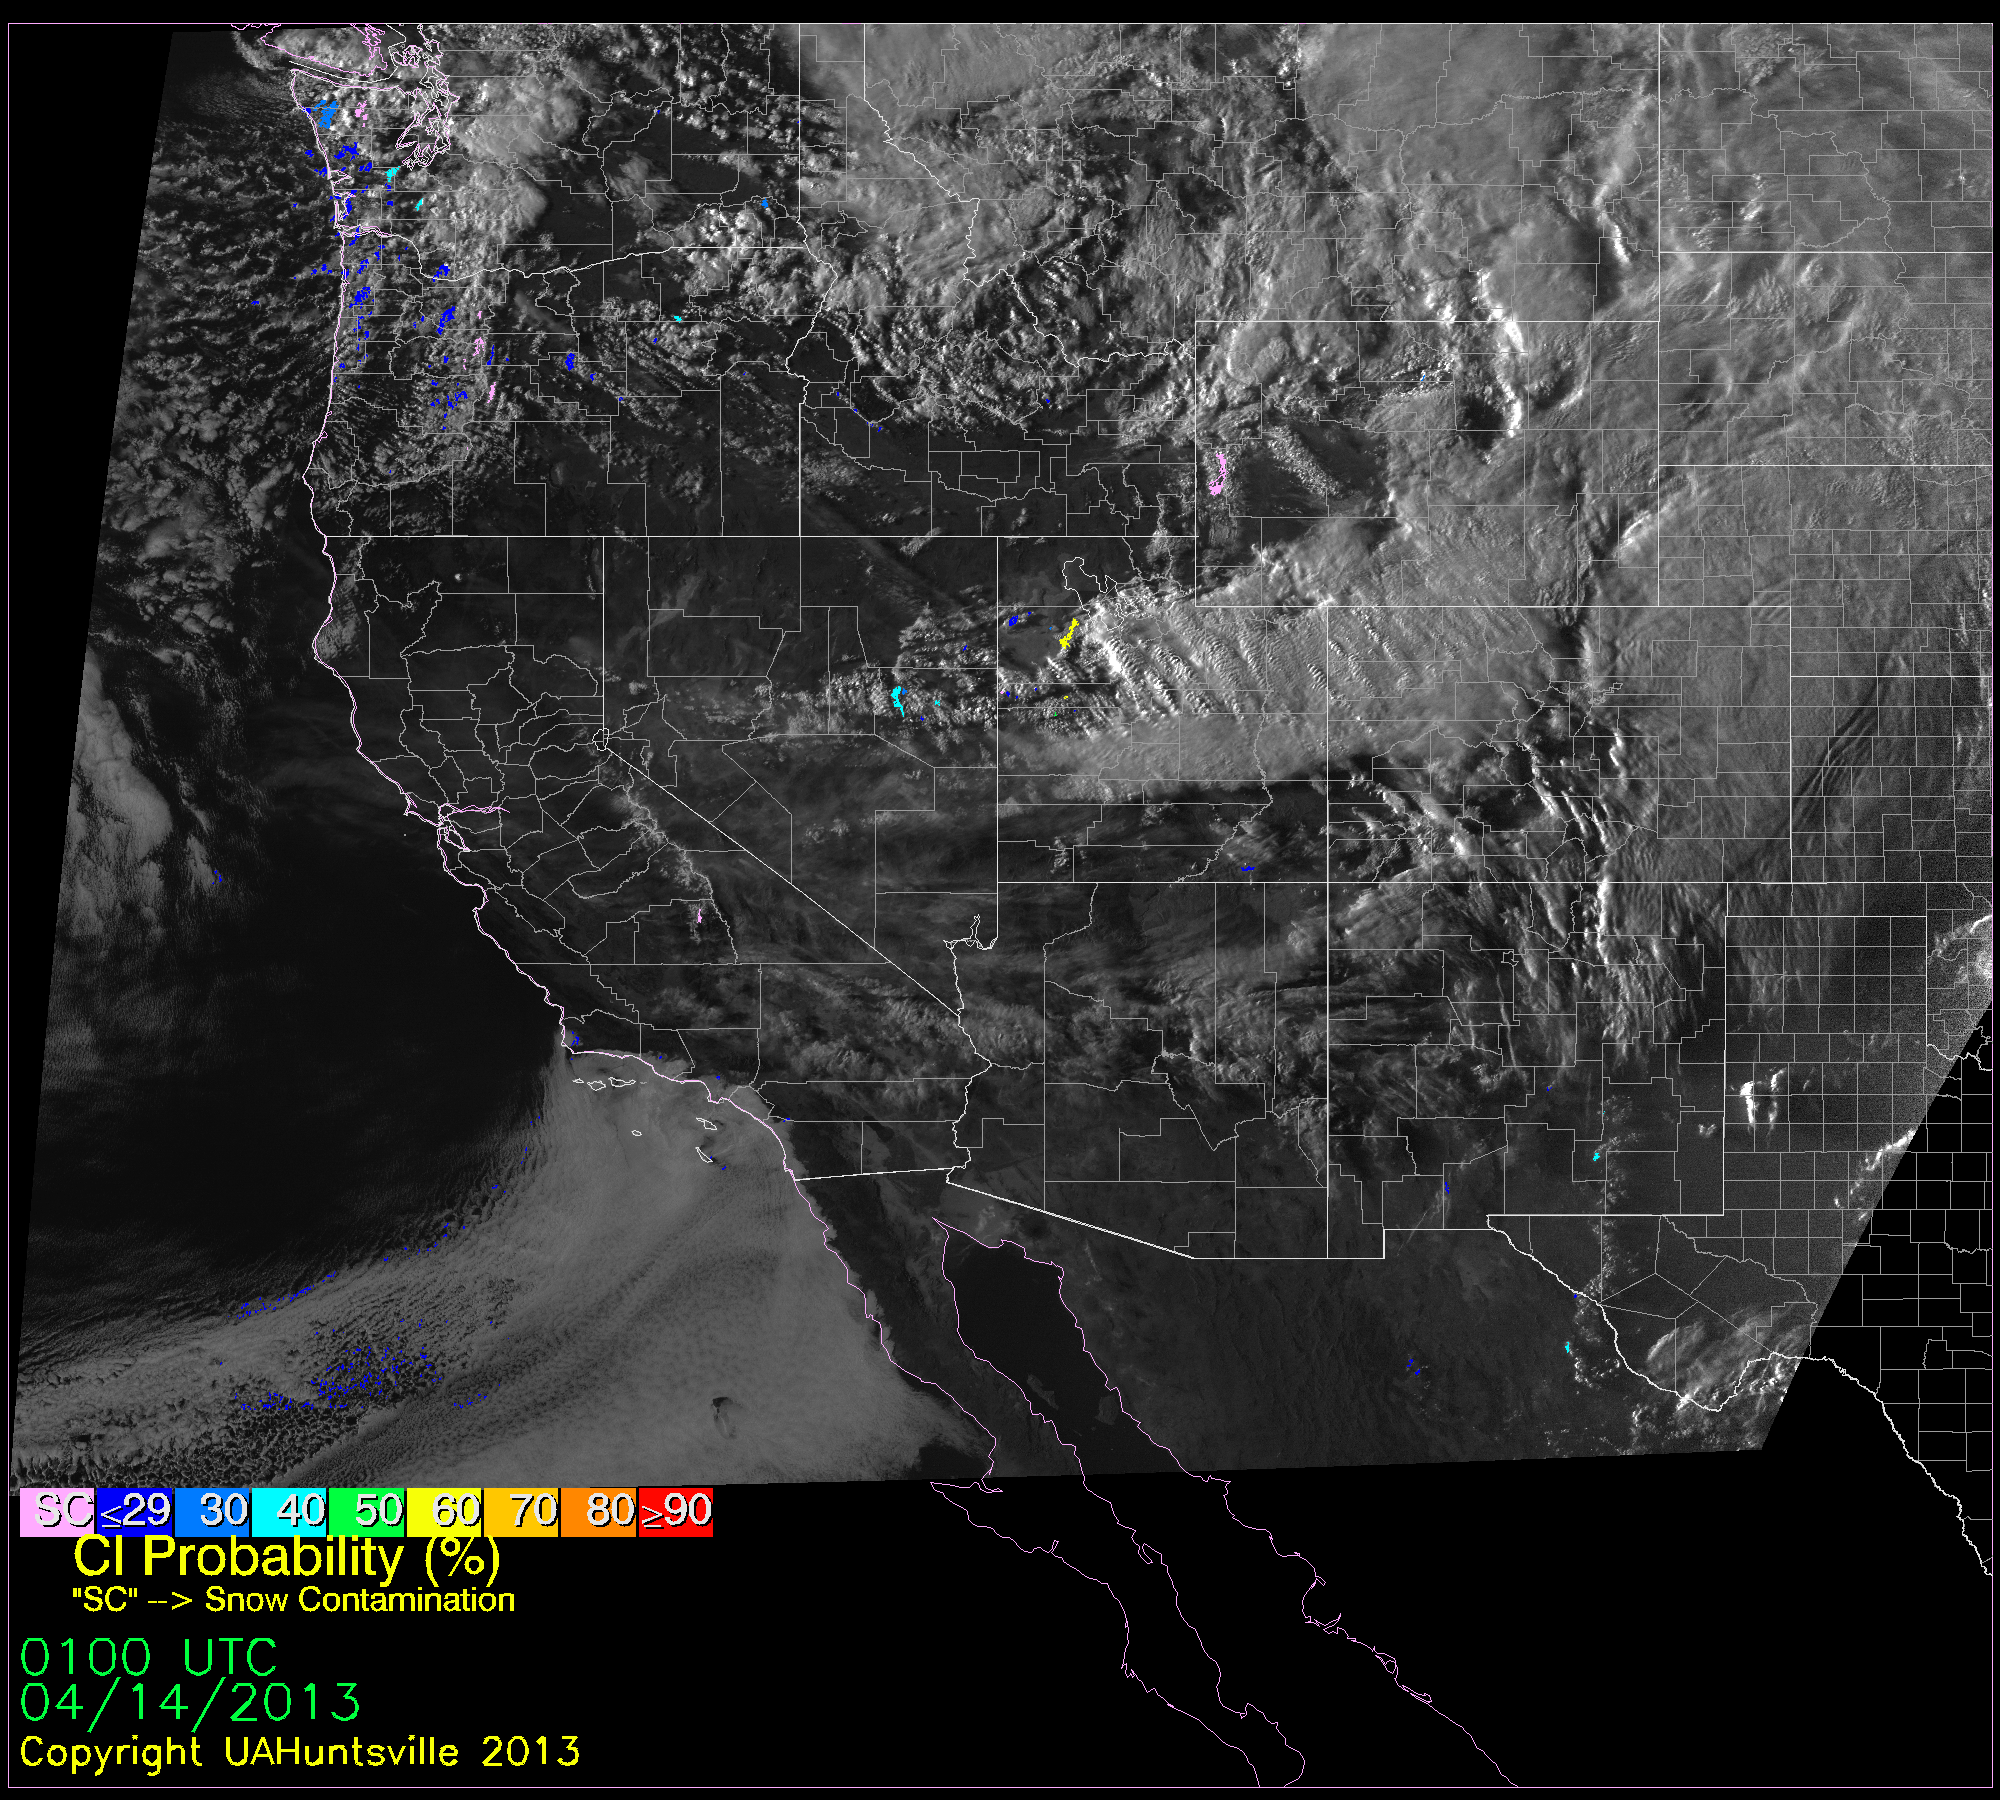 SC ≤29 30 40 50 60 70 80 ≥90
CI Probability (%)
"SC" --> Snow Contamination
0100 UTC
04/14/2013
Copyright UAHuntsville 2013